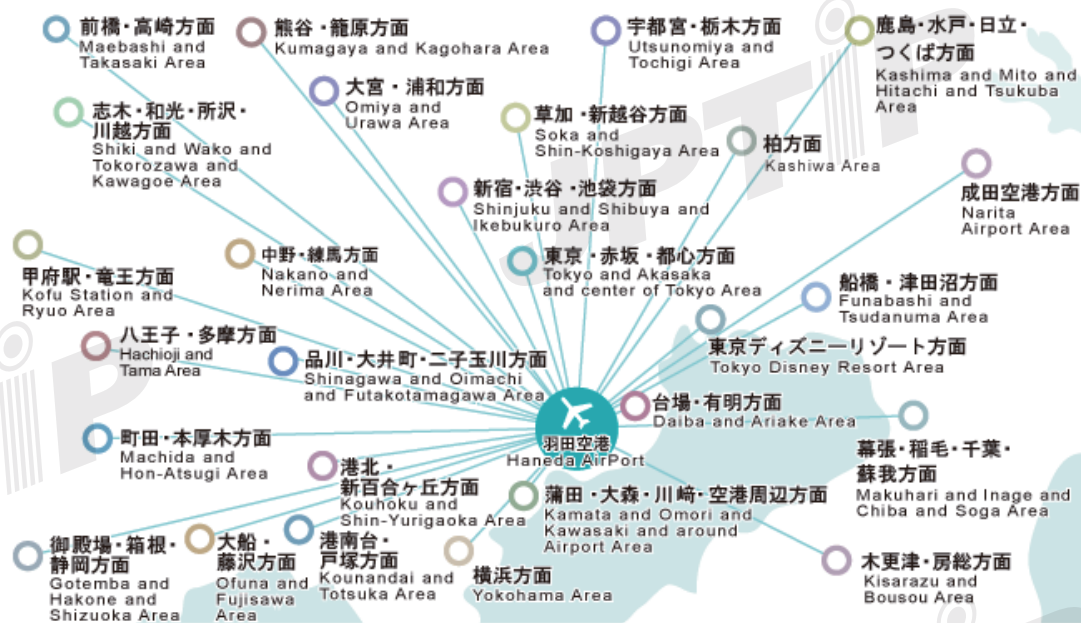 前橋・高崎方面
Maebashi and
Takasaki Area
熊谷・籠原方面
Kumagaya and Kagohara Area
宇都宮・栃木方面
Utsunomiya and
Tochigi Area
鹿島・水戸・日立・
つくば方面
Kashima and Mito and
Hitachi and Tsukuba
Area
大宮・浦和方面
Omiya and
Urawa Area
志木・和光・所沢・
川越方面
Shiki and Wako and
Tokorozawa and
Kawagoe Area
草加・新越谷方面
Soka and
Shin-Koshigaya Area
柏方面
Kashiwa Area
新宿・渋谷・池袋方面
Shinjuku and Shibuya and
Ikebukuro Area
成田空港方面
Narita
Airport Area
甲府駅・竜王方面
Kofu Station and
Ryuo Area
中野・練馬方面
Nakano and
Nerima Area
東京・赤坂・都心方面
Tokyo and Akasaka
and center of Tokyo Area
船橋・津田沼方面
Funabashi and
Tsudanuma Area
八王子・多摩方面
Hachioji and
Tama Area
品川・大井町・二子玉川方面
Shinagawa and Oimachi
and Futakotamagawa Area
東京ディズニーリゾート方面
Tokyo Disney Resort Area
台場・有明方面
Daiba and Ariake Area
羽田空港
Haneda AirPort
町田・本厚木方面
Machida and
Hon-Atsugi Area
幕張・稲毛・千葉・
蘇我方面
Makuhari and Inage and
Chiba and Soga Area
港北・
新百合ヶ丘方面
Kouhoku and
Shin-Yurigaoka Area
蒲田・大森・川﨑・空港周辺方面
Kamata and Omori and
Kawasaki and around
Airport Area
御殿場・箱根・
静岡方面
Gotemba and
Hakone and
Shizuoka Area
大船・
藤沢方面
Ofuna and
Fujisawa
Area
港南台・
戸塚方面
Kounandai and
Totsuka Area
横浜方面
Yokohama Area
木更津・房総方面
Kisarazu and
Bousou Area
JPTiP
iP